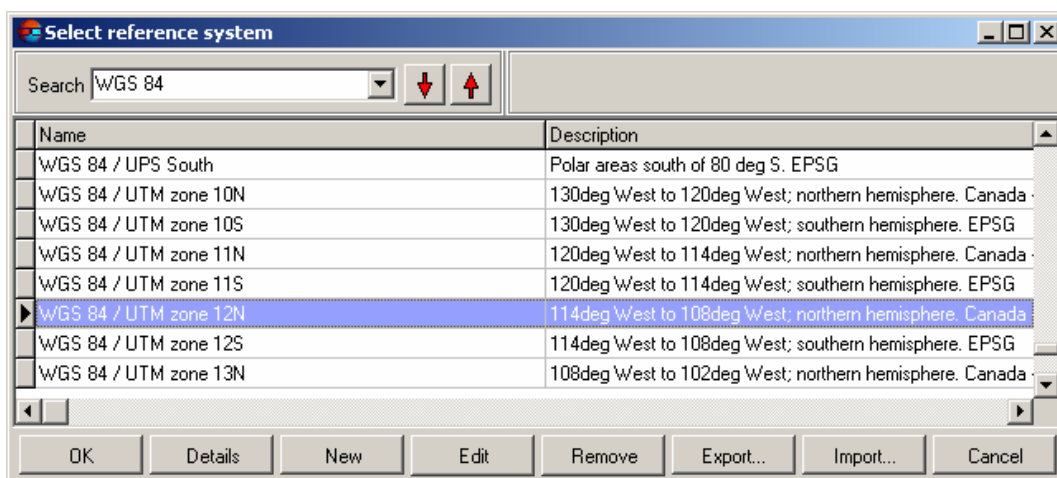 Select reference system
Search WGS 84
Name Description
WGS 84 / UPS South Polar areas south of 80 deg S. EPSG
WGS 84 / UTM zone 10N 130deg West to 120deg West; northern hemisphere. Canada -
WGS 84 / UTM zone 10S 130deg West to 120deg West; southern hemisphere. EPSG
WGS 84 / UTM zone 11N 120deg West to 114deg West; northern hemisphere. Canada -
WGS 84 / UTM zone 11S 120deg West to 114deg West; southern hemisphere. EPSG
WGS 84 / UTM zone 12N 114deg West to 108deg West; northern hemisphere. Canada
WGS 84 / UTM zone 12S 114deg West to 108deg West; southern hemisphere. EPSG
WGS 84 / UTM zone 13N 108deg West to 102deg West; northern hemisphere. Canada -
OK Details New Edit Remove Export... Import... Cancel